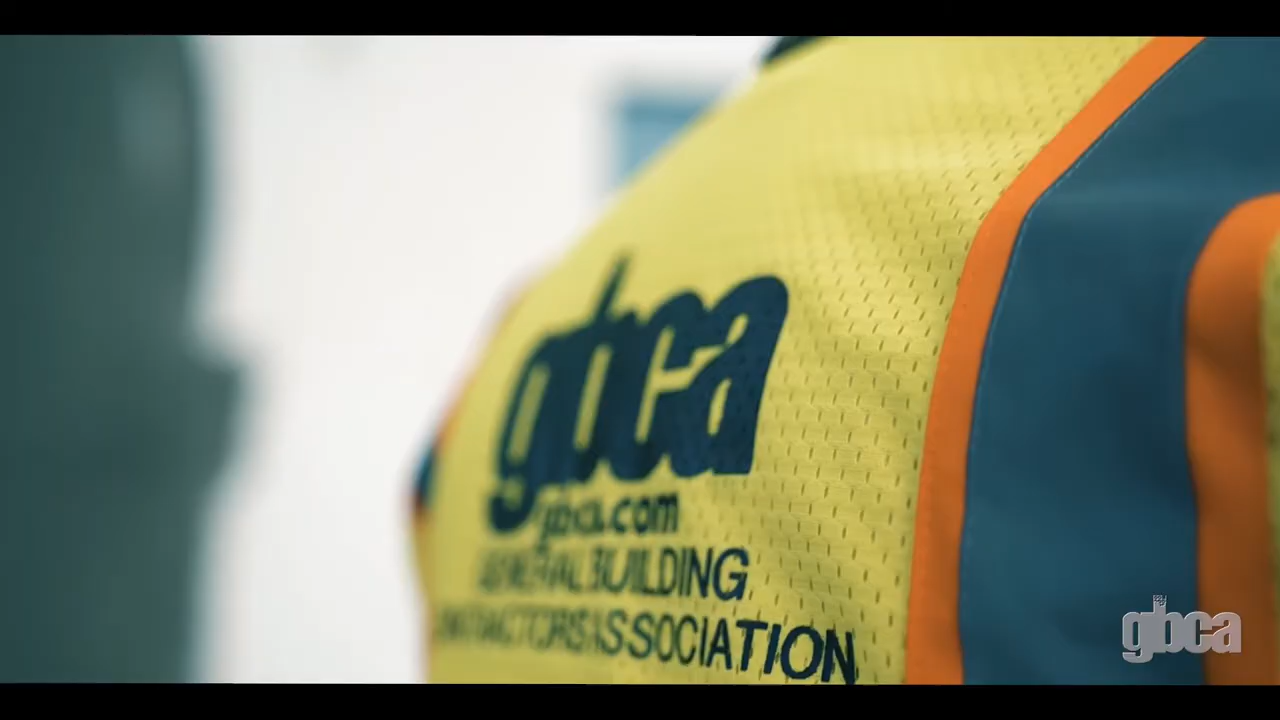 gbca
gbca.com
GENERAL BUILDING
CONTRACTORS ASSOCIATION
gbca